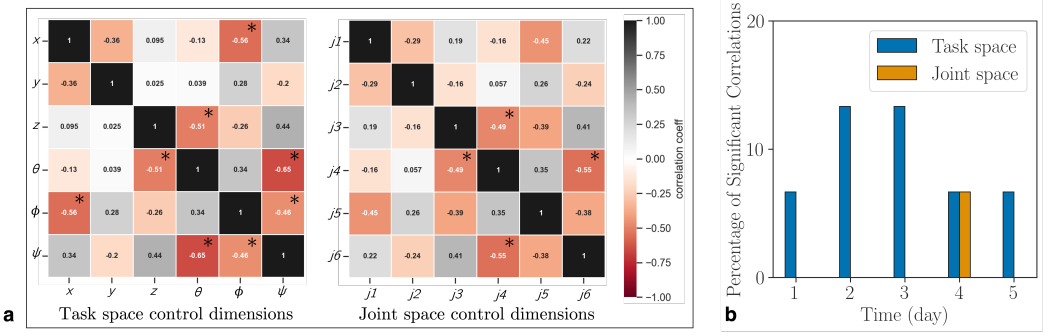 x 1 -0.36 0.095 -0.13 -0.56 * 0.34
y -0.36 1 0.025 0.039 0.28 -0.2
z 0.095 0.025 1 -0.51 * -0.26 0.44
θ -0.13 0.039 -0.51 * 1 0.34 -0.65 *
ϕ -0.56 * 0.28 -0.26 0.34 1 -0.46 *
ψ 0.34 -0.2 0.44 -0.65 * -0.46 * 1
x y z θ ϕ ψ
Task space control dimensions
j1 1 -0.29 0.19 -0.16 -0.45 0.22
j2 -0.29 1 -0.16 0.057 0.26 -0.24
j3 0.19 -0.16 1 -0.49 * -0.39 0.41
j4 -0.16 0.057 -0.49 * 1 0.35 -0.55 *
j5 -0.45 0.26 -0.39 0.35 1 -0.38
j6 0.22 -0.24 0.41 -0.55 * -0.38 1
j1 j2 j3 j4 j5 j6
Joint space control dimensions
1.00
0.75
0.50
0.25
0.00
−0.25
−0.50
−0.75
−1.00
correlation coeff
a
Percentage of Significant Correlations
20
10
0
Task space
Joint space
1 2 3 4 5
Time (day)
b